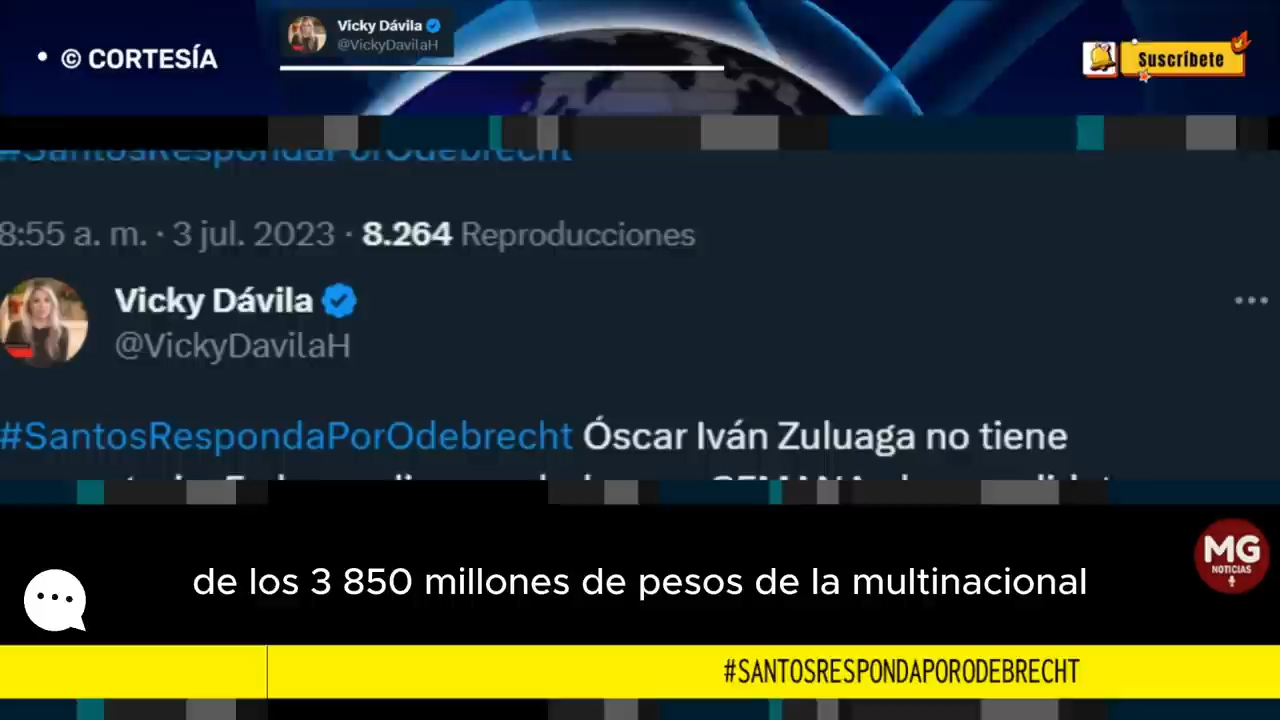 © CORTESÍA
Vicky Dávila
@VickyDavilaH
Suscríbete
#SantosRespondaPorOdebrecht
8:55 a. m. · 3 jul. 2023 · 8.264 Reproducciones
Vicky Dávila
@VickyDavilaH
#SantosRespondaPorOdebrecht Óscar Iván Zuluaga no tiene
de los 3 850 millones de pesos de la multinacional
MG
NOTICIAS
#SANTOSRESPONDAPORODEBRECHT